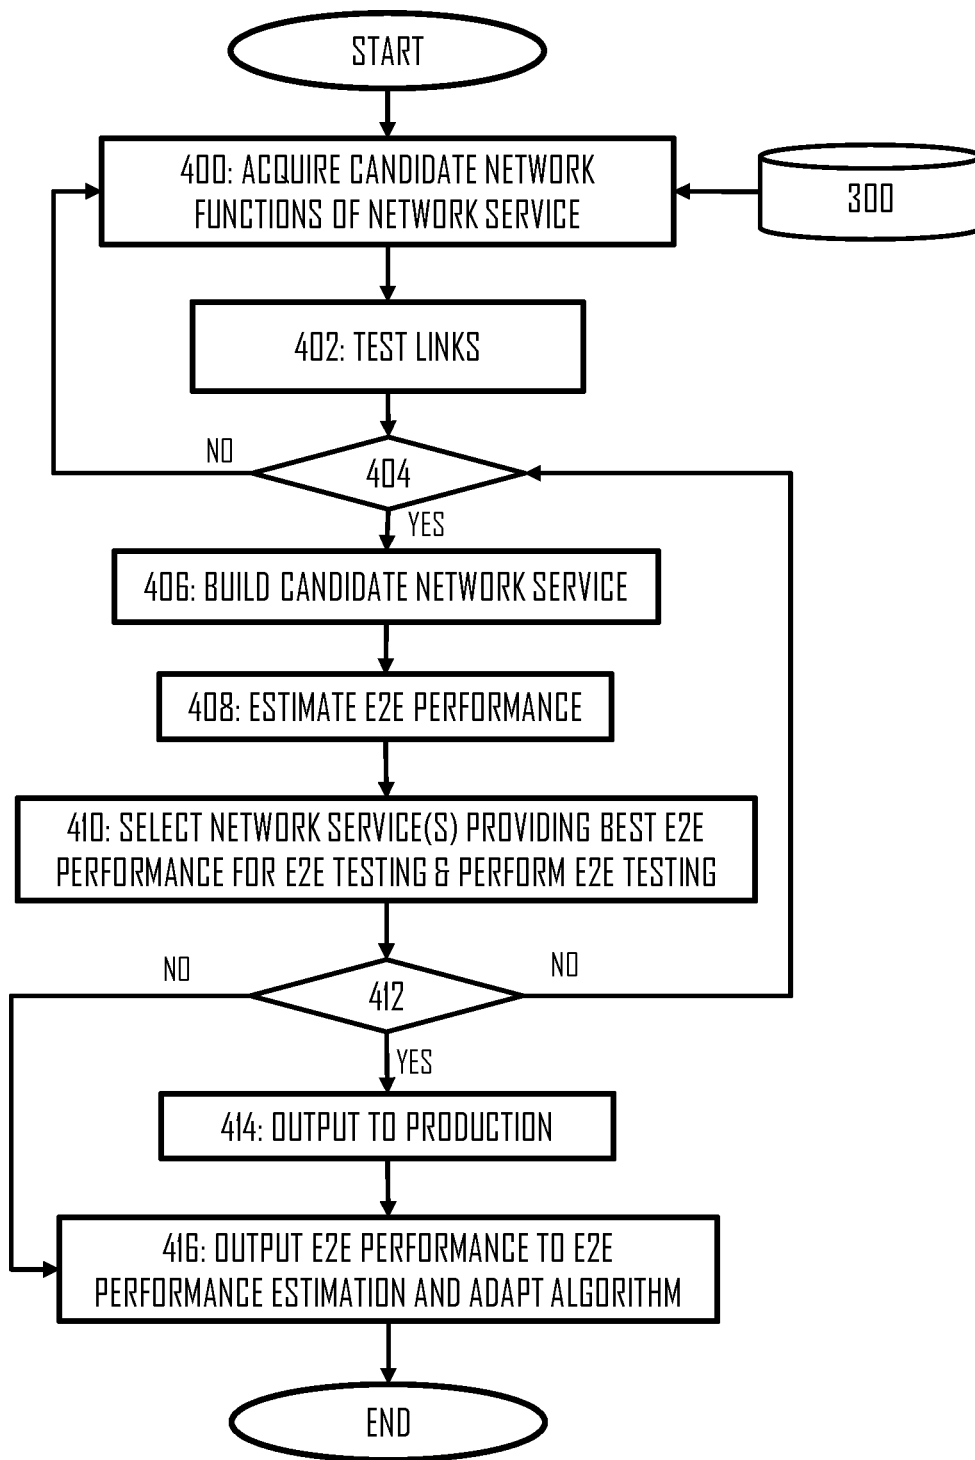 START
400: ACQUIRE CANDIDATE NETWORK
FUNCTIONS OF NETWORK SERVICE
300
402: TEST LINKS
NO
404
YES
406: BUILD CANDIDATE NETWORK SERVICE
408: ESTIMATE E2E PERFORMANCE
410: SELECT NETWORK SERVICE(S) PROVIDING BEST E2E
PERFORMANCE FOR E2E TESTING & PERFORM E2E TESTING
NO
NO
412
YES
414: OUTPUT TO PRODUCTION
416: OUTPUT E2E PERFORMANCE TO E2E
PERFORMANCE ESTIMATION AND ADAPT ALGORITHM
END